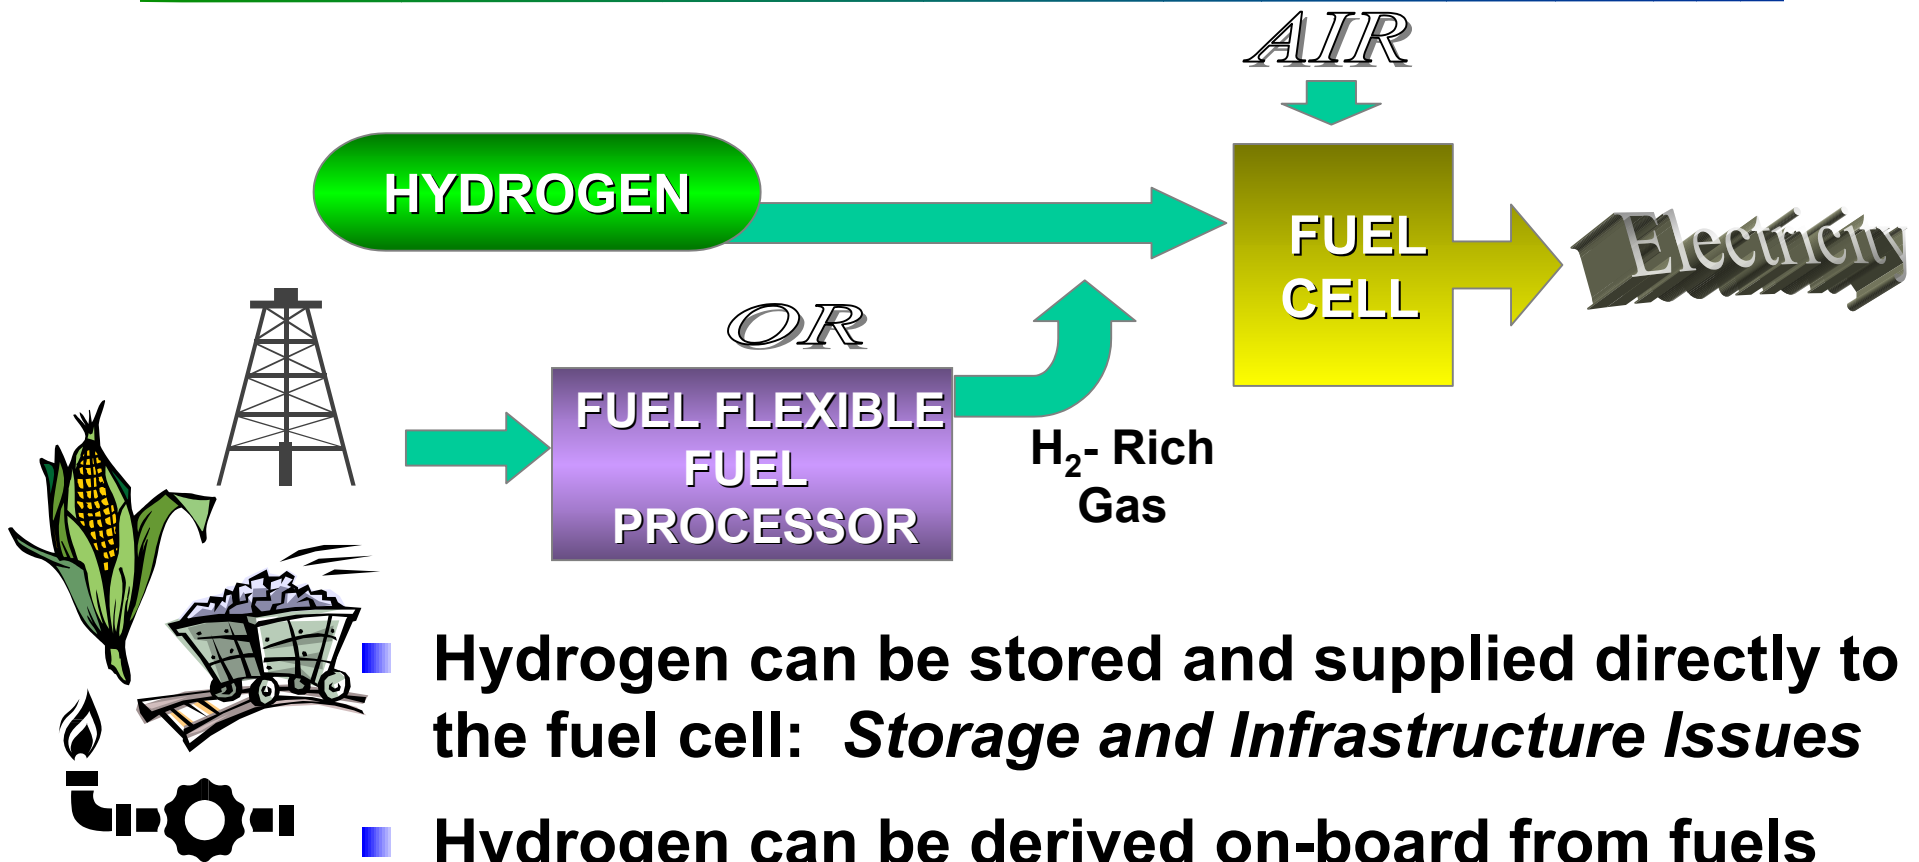 AIR
HYDROGEN
FUEL
CELL
Electricity
OR
FUEL FLEXIBLE
FUEL
PROCESSOR
H₂- Rich
Gas
Hydrogen can be stored and supplied directly to
the fuel cell: Storage and Infrastructure Issues
Hydrogen can be derived on-board from fuels